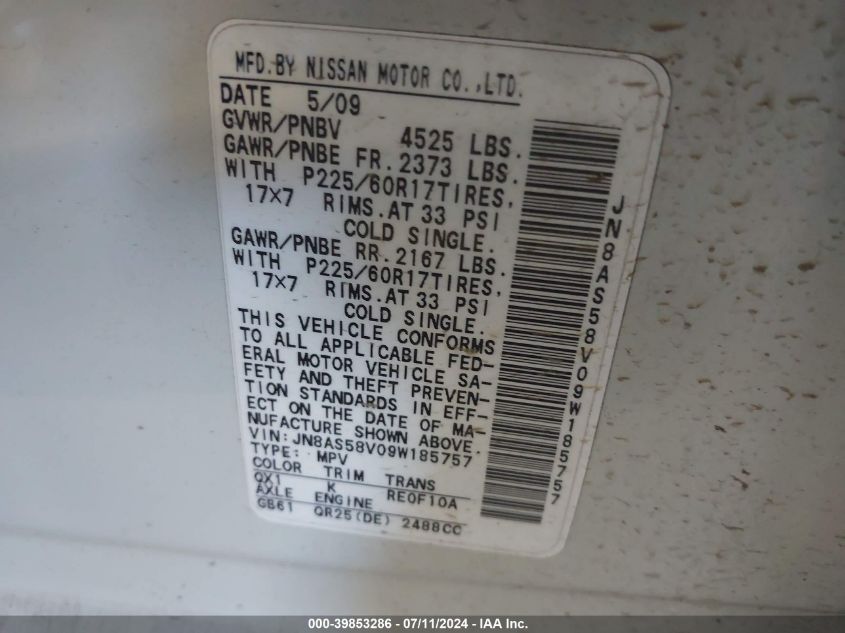 MFD.BY NISSAN MOTOR CO.,LTD.
DATE 5/09
GVWR/PNBV 4525 LBS.
GAWR/PNBE FR.2373 LBS.
WITH P225/60R17TIRES,
17×7 RIMS.AT 33 PSI
COLD SINGLE.
GAWR/PNBE RR.2167 LBS.
WITH P225/60R17TIRES,
17×7 RIMS.AT 33 PSI
COLD SINGLE.
THIS VEHICLE CONFORMS
TO ALL APPLICABLE FED-
ERAL MOTOR VEHICLE SA-
FETY AND THEFT PREVEN-
TION STANDARDS IN EFF-
ECT ON THE DATE OF MA-
NUFACTURE SHOWN ABOVE.
VIN:JN8AS58V09W185757
TYPE: MPV
COLOR TRIM TRANS
QX1 K RE0F10A
AXLE ENGINE
GB61 QR25(DE) 2488CC
JN8AS58V09W185757
000-39853286 - 07/11/2024 - IAA Inc.